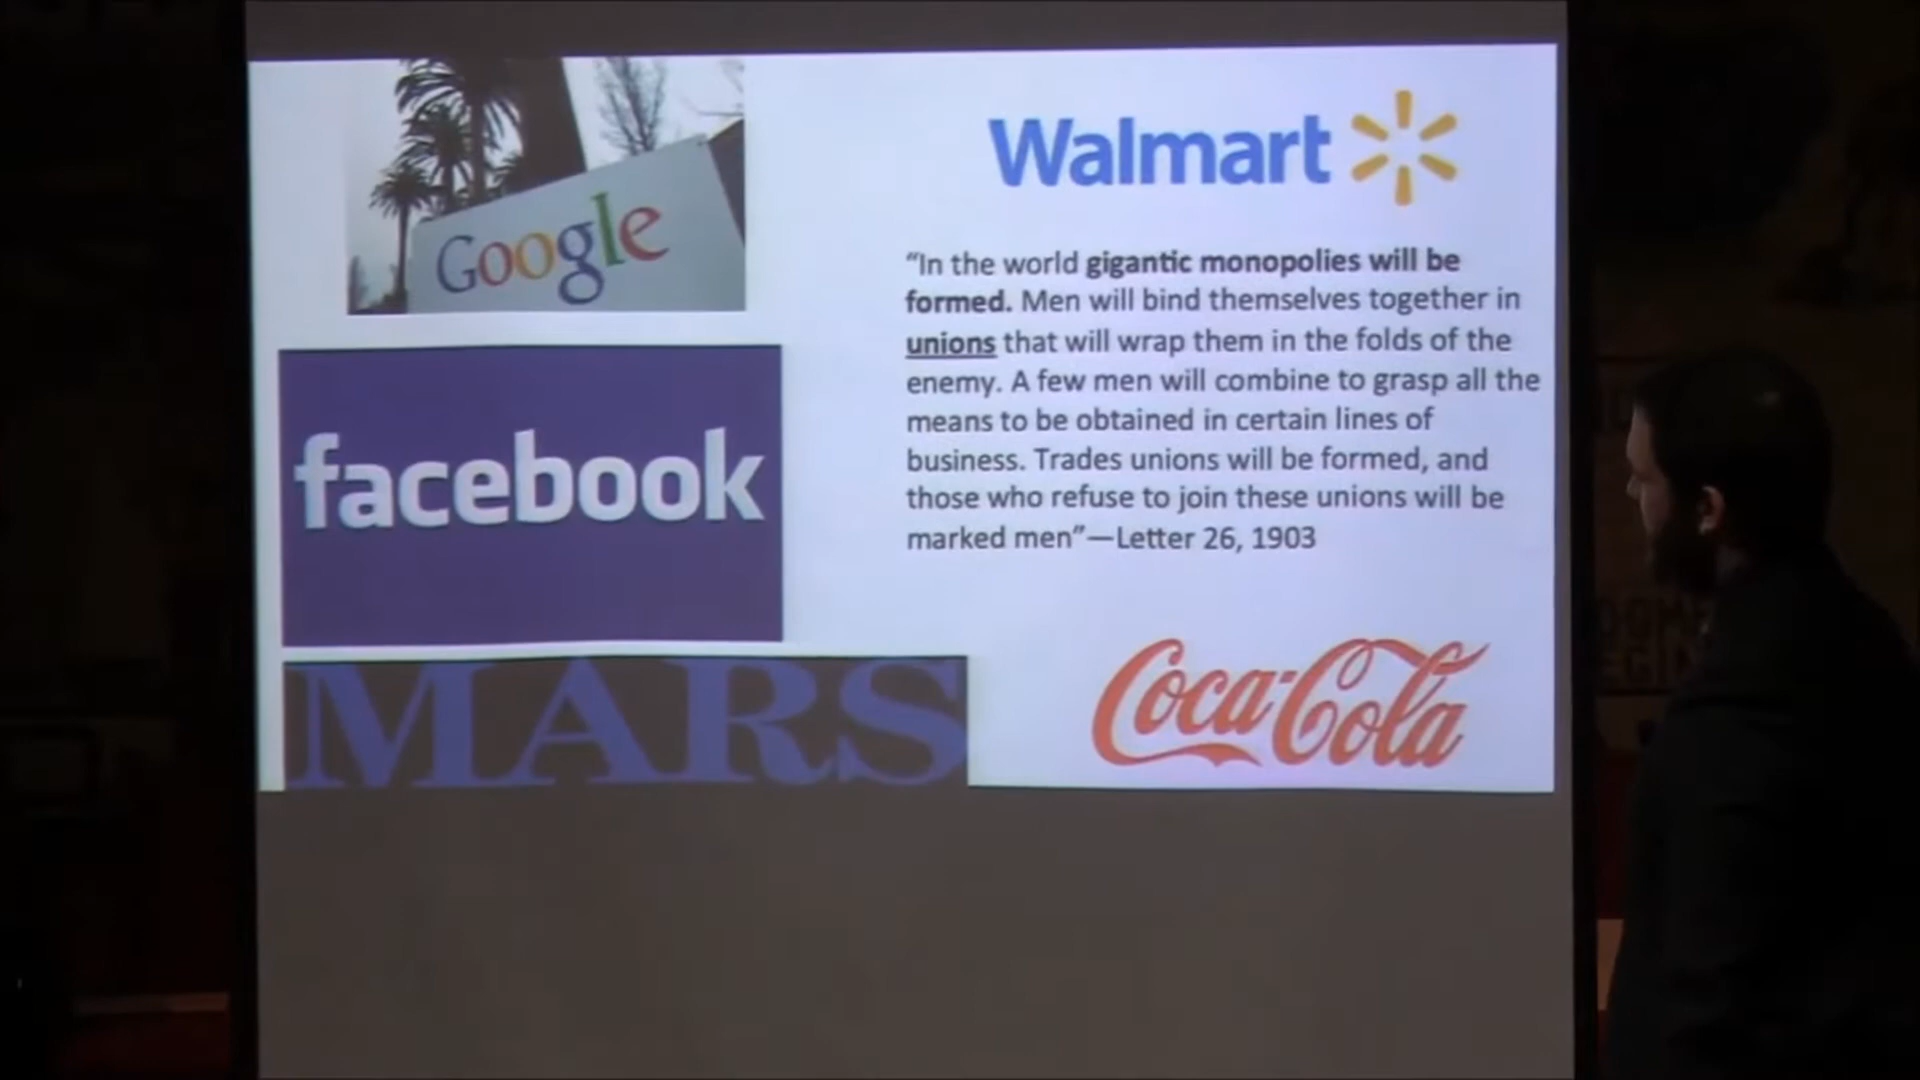 Google
Walmart
“In the world gigantic monopolies will be
formed. Men will bind themselves together in
unions that will wrap them in the folds of the
enemy. A few men will combine to grasp all the
means to be obtained in certain lines of
business. Trades unions will be formed, and
those who refuse to join these unions will be
marked men”—Letter 26, 1903
facebook
MARS
Coca-Cola